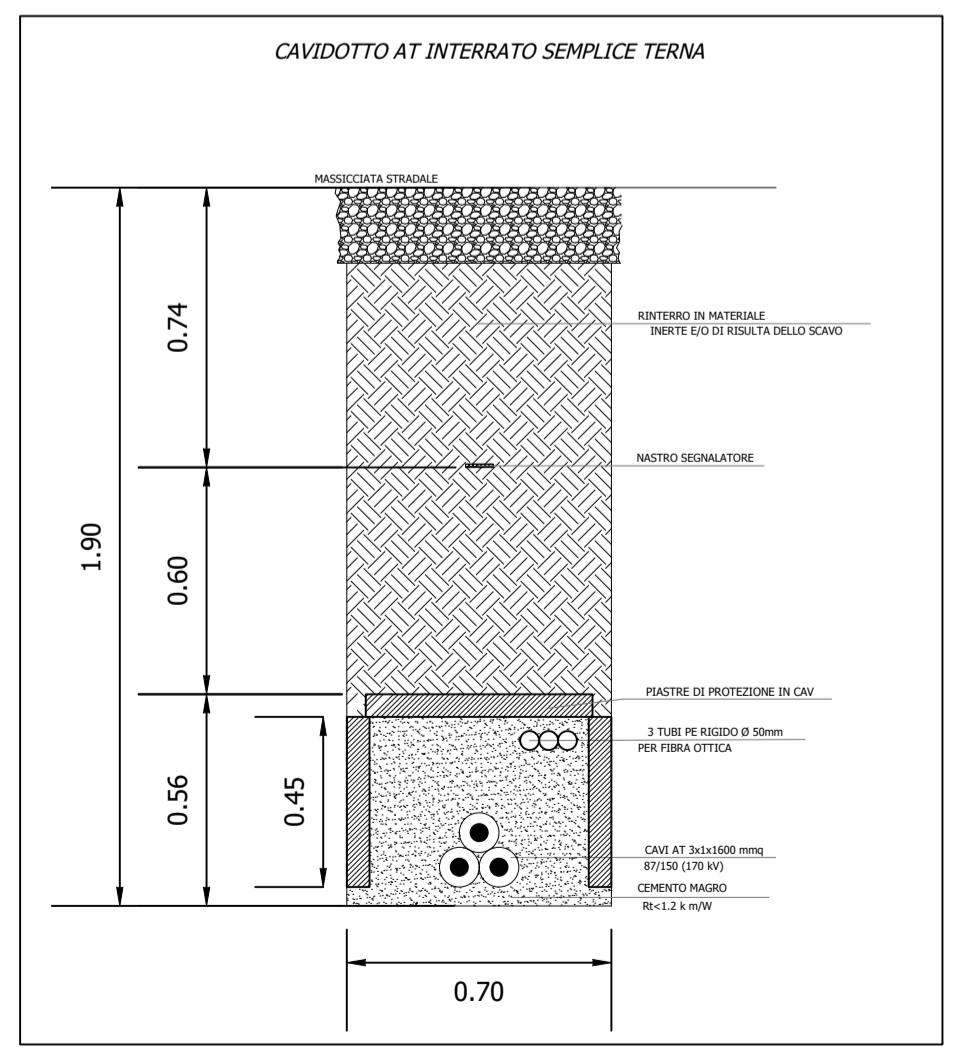 CAVIDOTTO AT INTERRATO SEMPLICE TERNA
MASSICCIATA STRADALE
0.74
RINTERRO IN MATERIALE
INERTE E/O DI RISULTA DELLO SCAVO
NASTRO SEGNALATORE
1.90
0.60
PIASTRE DI PROTEZIONE IN CAV
3 TUBI PE RIGIDO Ø 50mm
PER FIBRA OTTICA
0.56
0.45
CAVI AT 3x1x1600 mmq
87/150 (170 kV)
CEMENTO MAGRO
Rt<1.2 k m/W
0.70